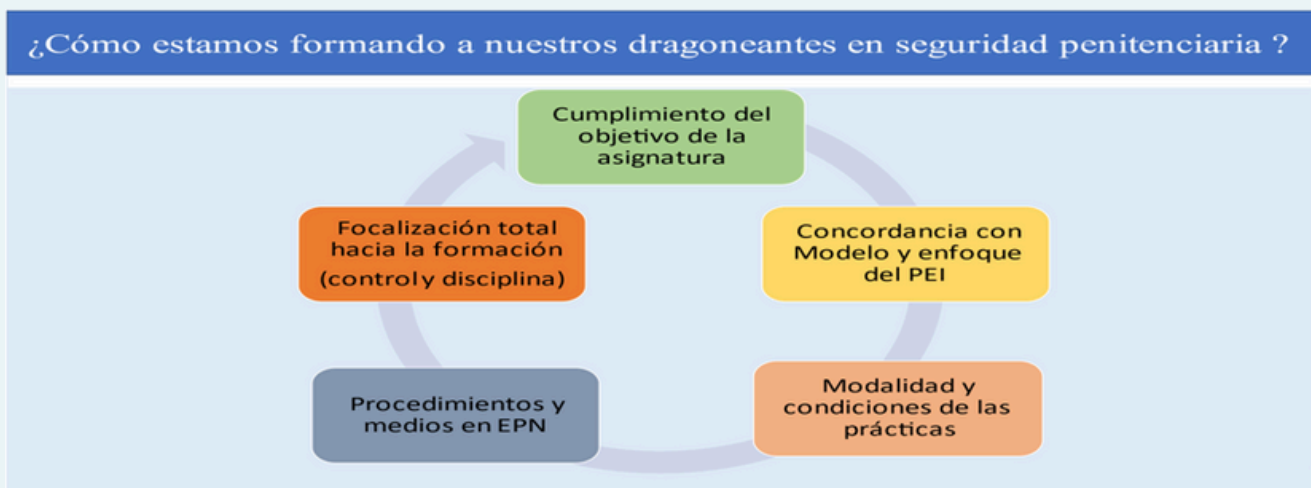 ¿Cómo estamos formando a nuestros dragoneantes en seguridad penitenciaria ?
Cumplimiento del
objetivo de la
asignatura
Concordancia con
Modelo y enfoque
del PEI
Modalidad y
condiciones de las
prácticas
Procedimientos y
medios en EPN
Focalización total
hacia la formación
(control y disciplina)